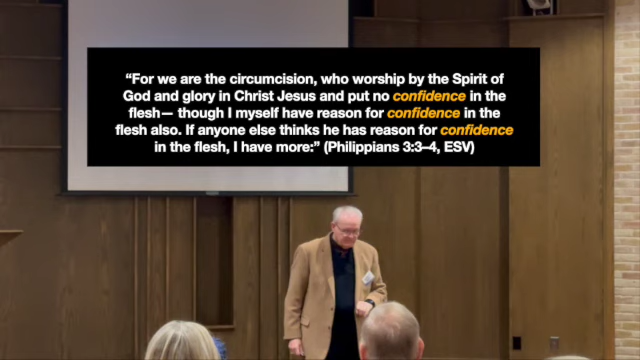 “For we are the circumcision, who worship by the Spirit of
God and glory in Christ Jesus and put no confidence in the
flesh— though I myself have reason for confidence in the
flesh also. If anyone else thinks he has reason for confidence
in the flesh, I have more:” (Philippians 3:3–4, ESV)